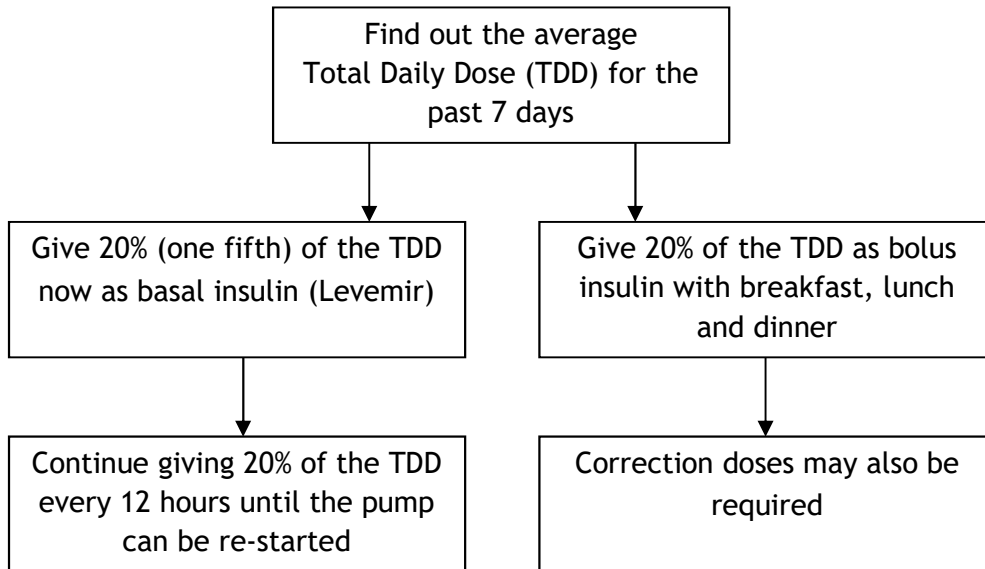 Find out the average
Total Daily Dose (TDD) for the
past 7 days
Give 20% (one fifth) of the TDD
now as basal insulin (Levemir)
Give 20% of the TDD as bolus
insulin with breakfast, lunch
and dinner
Continue giving 20% of the TDD
every 12 hours until the pump
can be re-started
Correction doses may also be
required